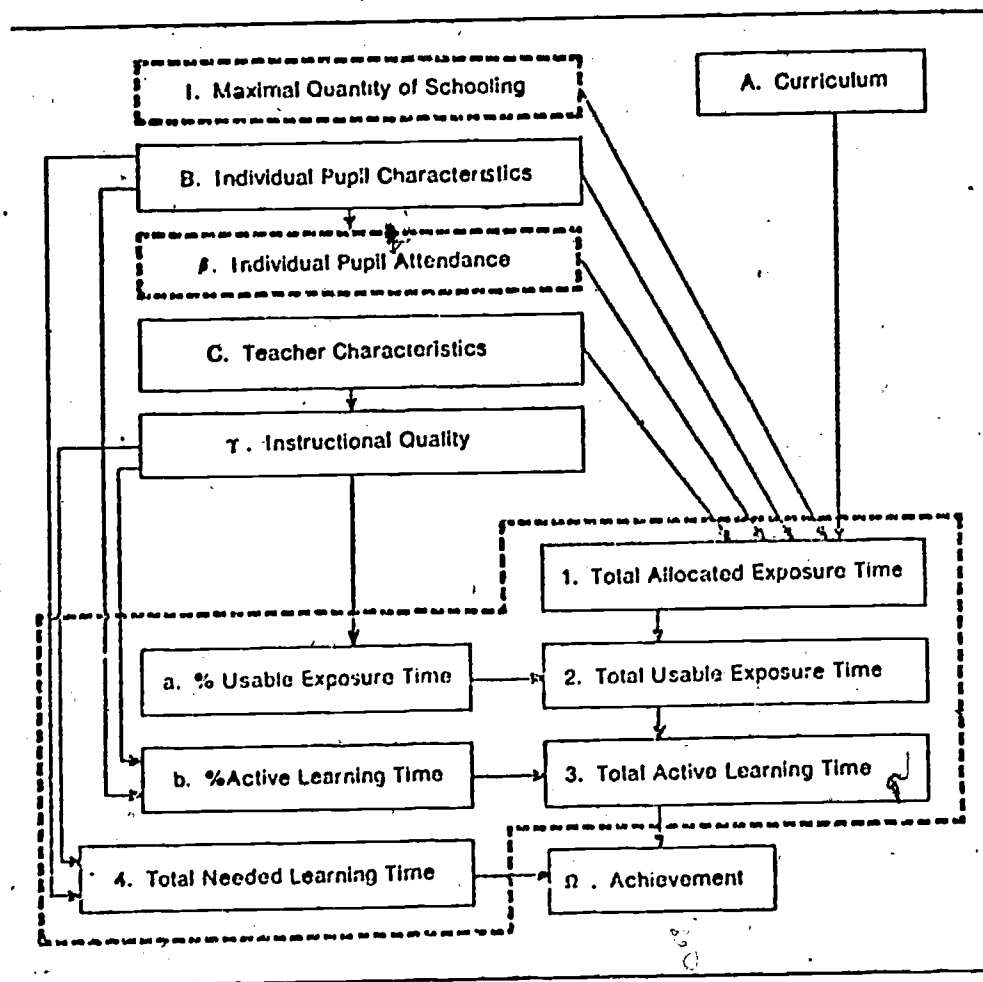 I. Maximal Quantity of Schooling
A. Curriculum
B. Individual Pupil Characteristics
β. Individual Pupil Attendance
C. Teacher Characteristics
γ. Instructional Quality
1. Total Allocated Exposure Time
a. % Usable Exposure Time
2. Total Usable Exposure Time
b. %Active Learning Time
3. Total Active Learning Time
4. Total Needed Learning Time
Ω. Achievement